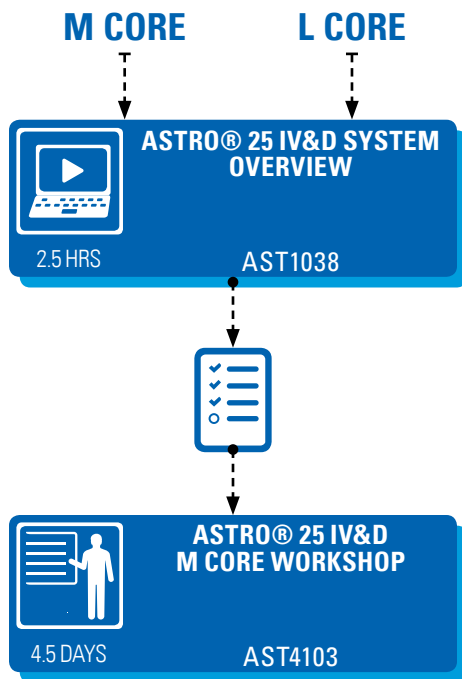 M CORE
L CORE
ASTRO® 25 IV&D SYSTEM
OVERVIEW
2.5 HRS
AST1038
ASTRO® 25 IV&D
M CORE WORKSHOP
4.5 DAYS
AST4103